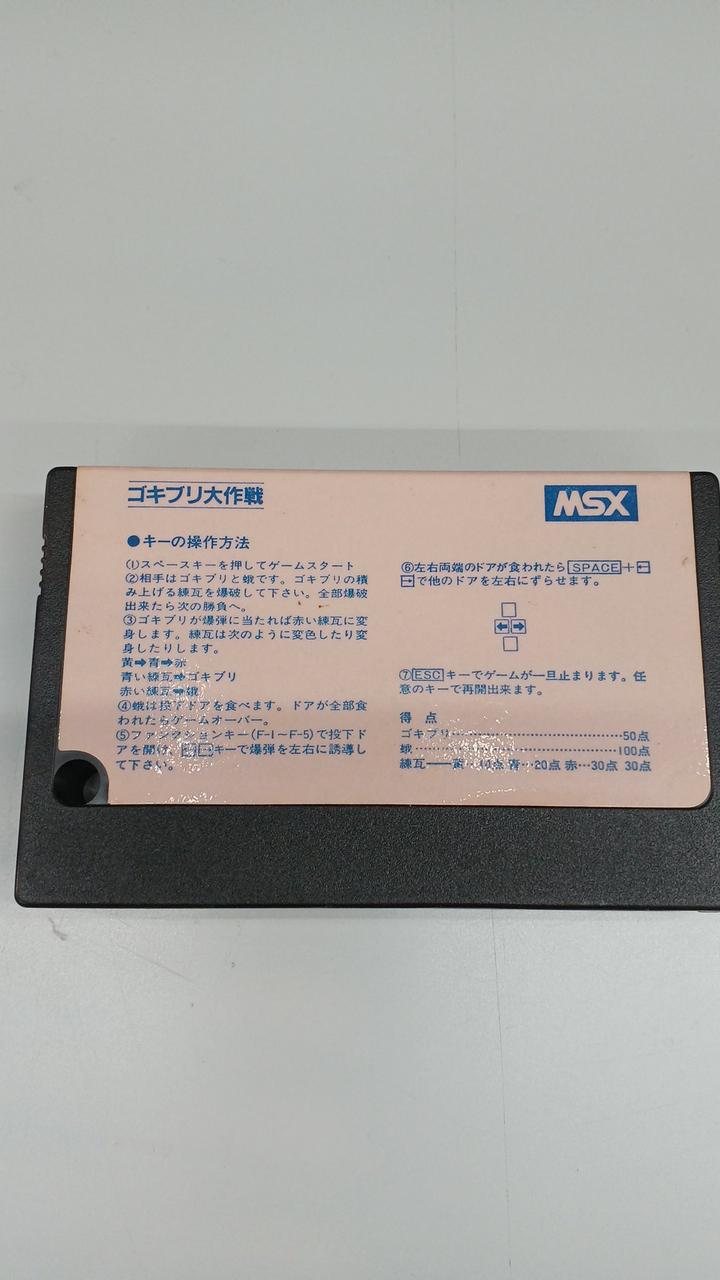 ゴキブリ大作戦
MSX
●キーの操作方法
①スペースキーを押してゲームスタート
②相手はゴキブリと蛾です。ゴキブリの積
み上げる練瓦を爆破して下さい。全部爆破
出来たら次の勝負へ。
③ゴキブリが爆弾に当たれば赤い練瓦に変
身します。練瓦は次のように変色したり変
身したりします。
黄➡青➡赤
青い練瓦➡ゴキブリ
赤い練瓦➡蛾
④蛾は投下ドアを食べます。ドアが全部食
われたらゲームオーバー。
⑤ファンクションキー(F-1~F-5)で投下ド
アを開け、←→キーで爆弾を左右に誘導し
て下さい。
⑥左右両端のドアが食われたらSPACE+←
→で他のドアを左右にずらせます。
⬅➡
⑦ESCキーでゲームが一旦止まります。任
意のキーで再開出来ます。
得 点
ゴキブリ……………………………50点
蛾……………………………………100点
練瓦――黄…10点 青…20点 赤…30点 30点